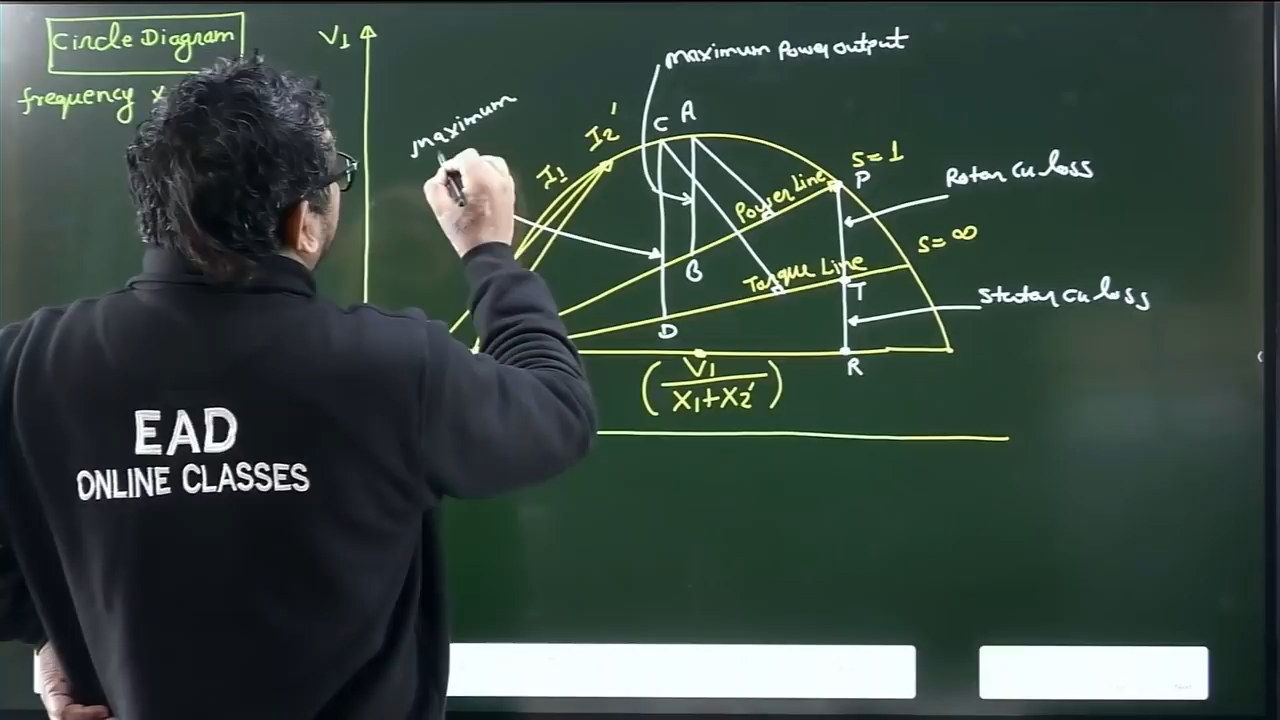 Circle Diagram
frequency x
V1
maximum
I1
I2'
maximum Power output
C A
S=1
P
Rotor cu loss
Power Line
S=∞
B
Torque Line
T
Stator cu loss
D
R
(V1/X1+X2')
EAD
ONLINE CLASSES